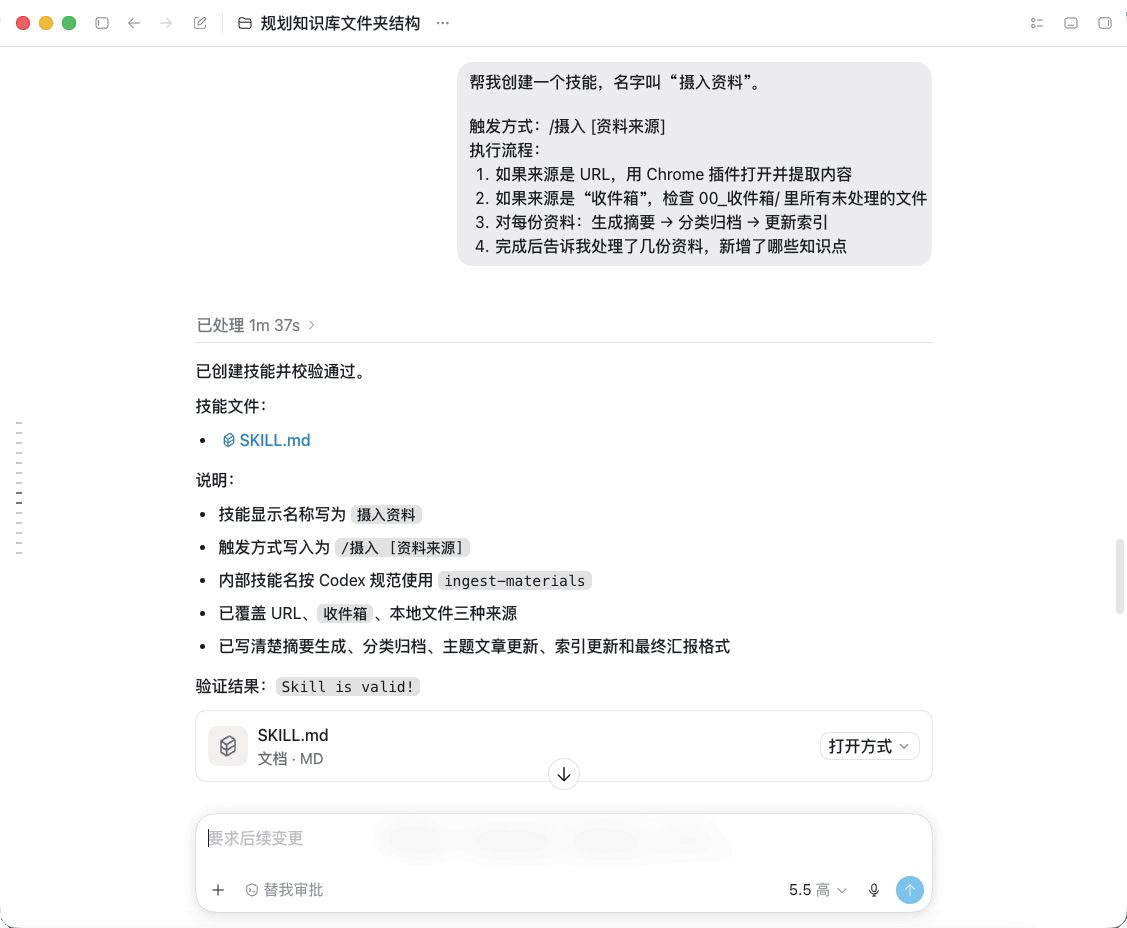 规划知识库文件夹结构 ···
帮我创建一个技能，名字叫“摄入资料”。
触发方式：/摄入 [资料来源]
执行流程：
1. 如果来源是 URL，用 Chrome 插件打开并提取内容
2. 如果来源是“收件箱”，检查 00_收件箱/ 里所有未处理的文件
3. 对每份资料：生成摘要 → 分类归档 → 更新索引
4. 完成后告诉我处理了几份资料，新增了哪些知识点
已处理 1m 37s
已创建技能并校验通过。
技能文件：
• SKILL.md
说明：
• 技能显示名称写为 摄入资料
• 触发方式写入为 /摄入 [资料来源]
• 内部技能名按 Codex 规范使用 ingest-materials
• 已覆盖 URL、收件箱、本地文件三种来源
• 已写清楚摘要生成、分类归档、主题文章更新、索引更新和最终汇报格式
验证结果：Skill is valid!
SKILL.md
文档 · MD
打开方式
要求后续变更
替我审批
5.5 高